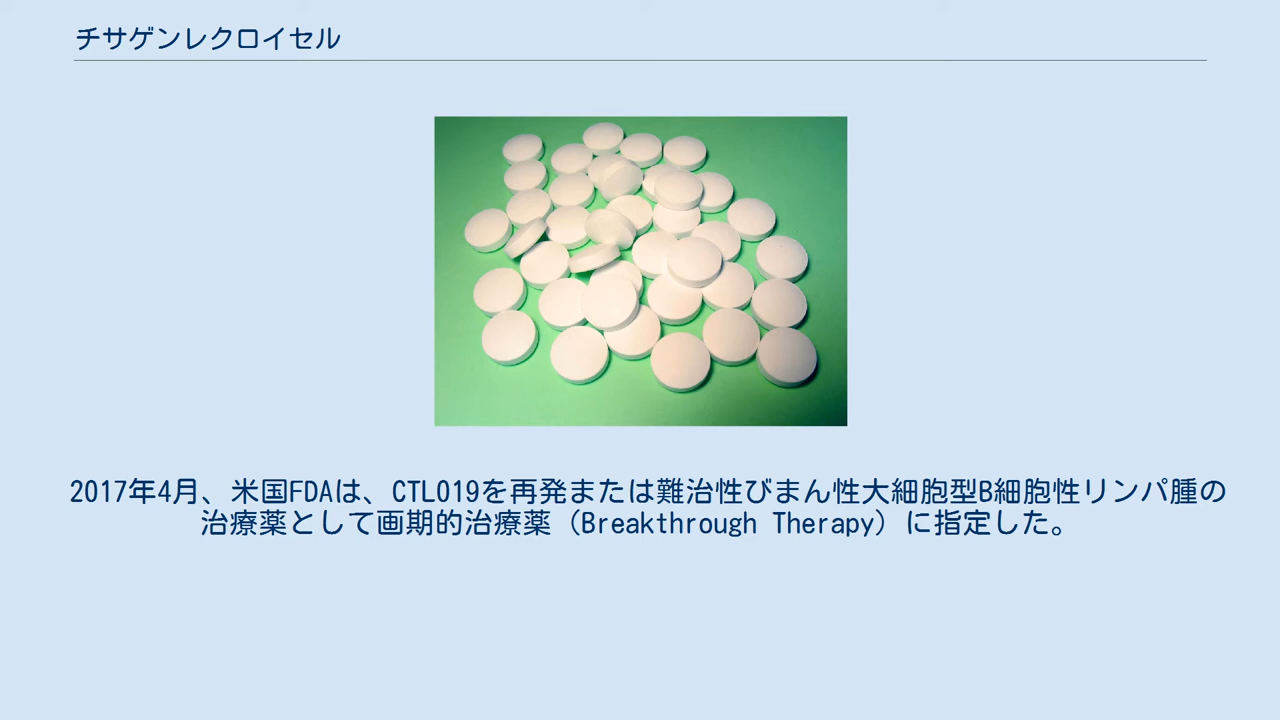 チサゲンレクロイセル
2017年4月、米国FDAは、CTL019を再発または難治性びまん性大細胞型B細胞性リンパ腫の
治療薬として画期的治療薬（Breakthrough Therapy）に指定した。